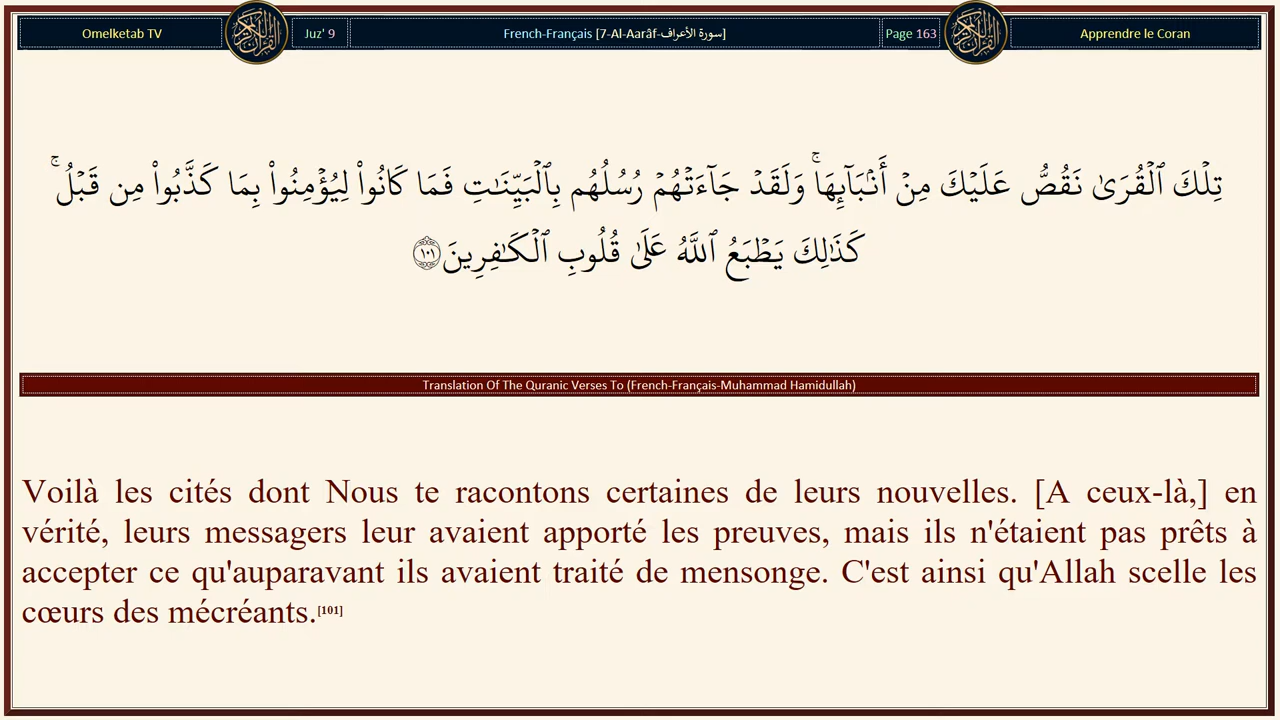 Omelketab TV
Juz' 9
French-Français [7-Al-Aarâf-سورة الأعراف]
Page 163
Apprendre le Coran
تِلۡكَ ٱلۡقُرَىٰ نَقُصُّ عَلَيۡكَ مِنۡ أَنۢبَآئِهَاۚ وَلَقَدۡ جَآءَتۡهُمۡ رُسُلُهُم بِٱلۡبَيِّنَٰتِ فَمَا كَانُواْ لِيُؤۡمِنُواْ بِمَا كَذَّبُواْ مِن قَبۡلُۚ
كَذَٰلِكَ يَطۡبَعُ ٱللَّهُ عَلَىٰ قُلُوبِ ٱلۡكَٰفِرِينَ ١٠١
Translation Of The Quranic Verses To (French-Français-Muhammad Hamidullah)
Voilà les cités dont Nous te racontons certaines de leurs nouvelles. [A ceux-là,] en
vérité, leurs messagers leur avaient apporté les preuves, mais ils n'étaient pas prêts à
accepter ce qu'auparavant ils avaient traité de mensonge. C'est ainsi qu'Allah scelle les
cœurs des mécréants.[101]